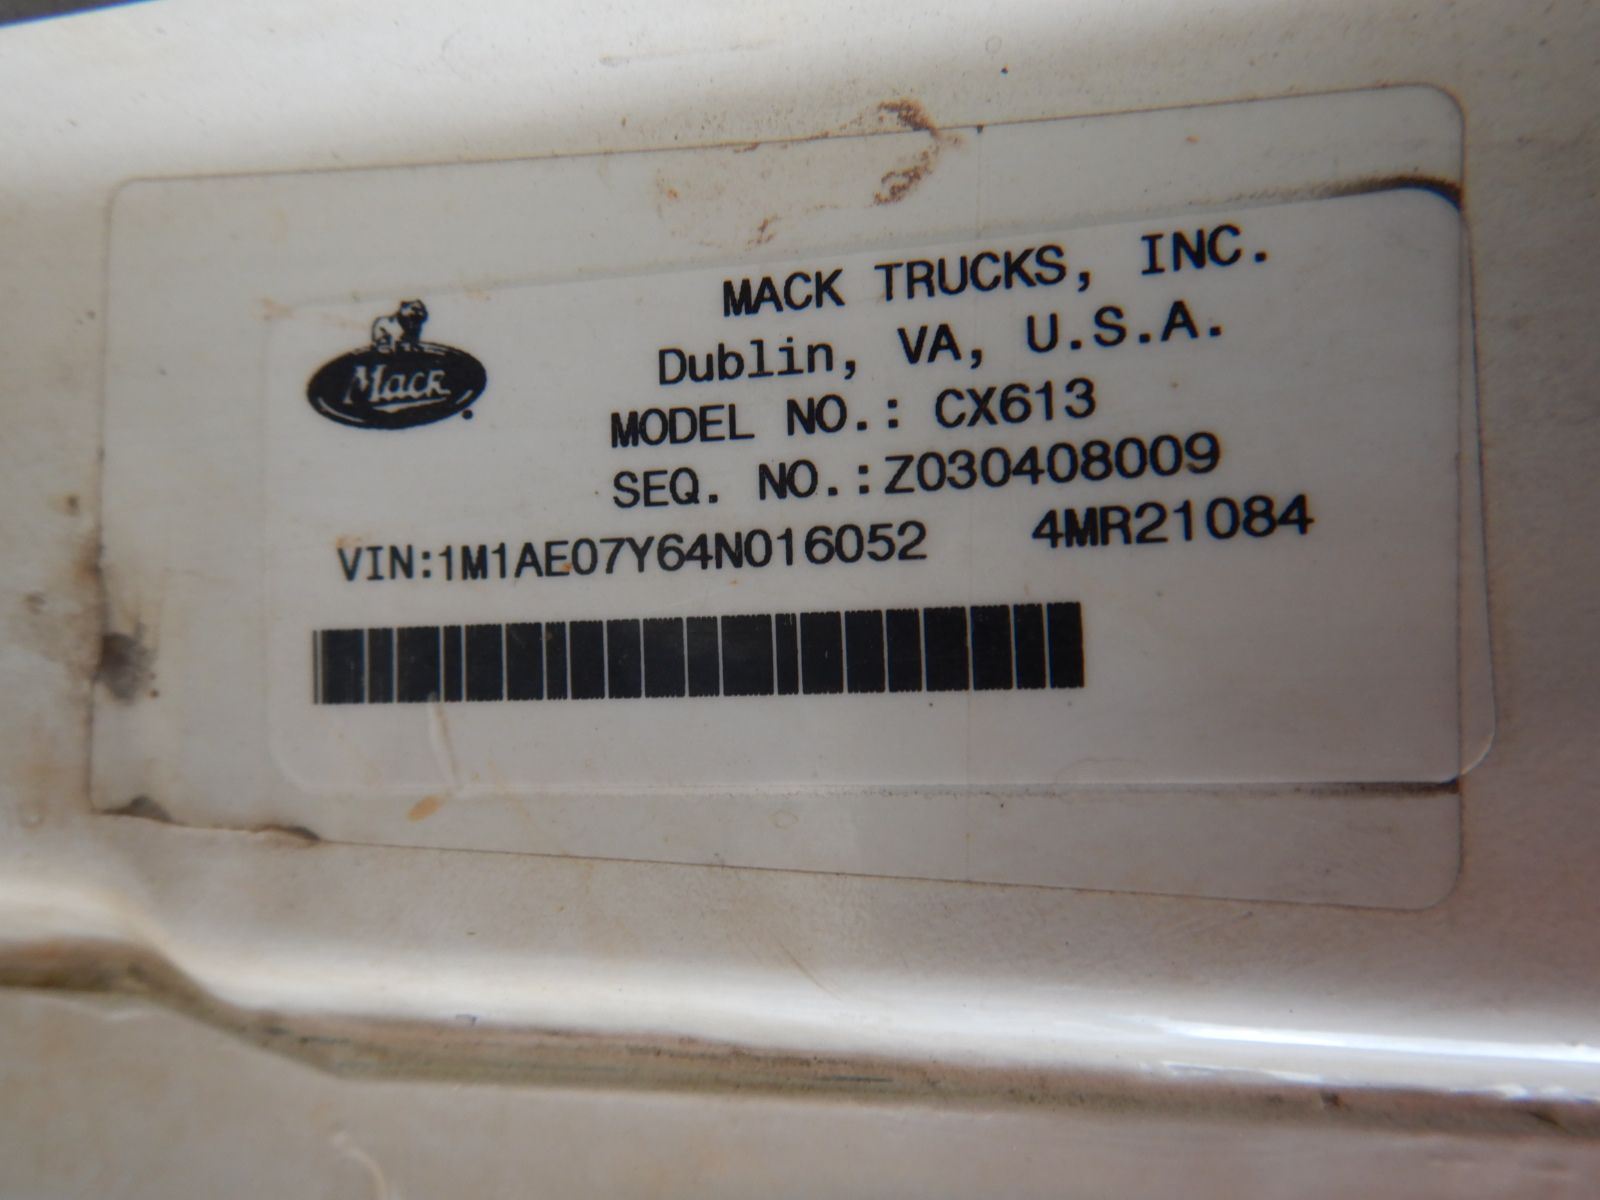 MACK TRUCKS, INC.
Dublin, VA, U.S.A.
Mack
MODEL NO.: CX613
SEQ. NO.:Z030408009
VIN:1M1AE07Y64N016052 4MR21084